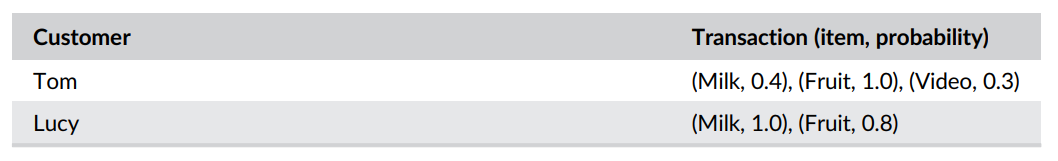 Customer Transaction (item, probability)
Tom (Milk, 0.4), (Fruit, 1.0), (Video, 0.3)
Lucy (Milk, 1.0), (Fruit, 0.8)